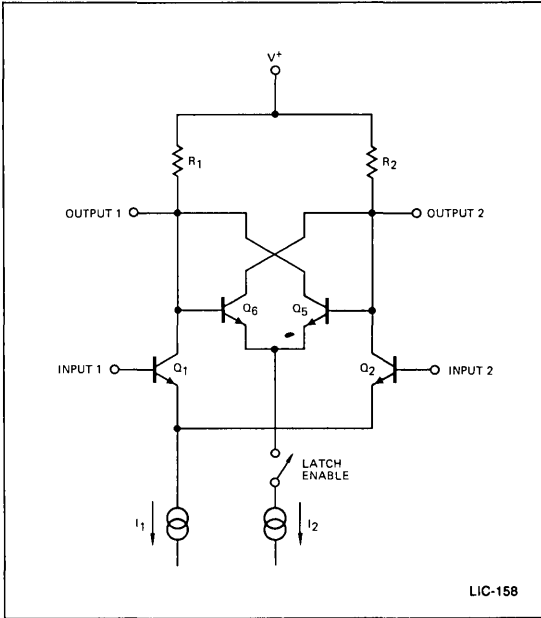 V+
R1
R2
OUTPUT 1
OUTPUT 2
Q6
Q5
INPUT 1
Q1
Q2
INPUT 2
LATCH
ENABLE
I1
I2
LIC-158